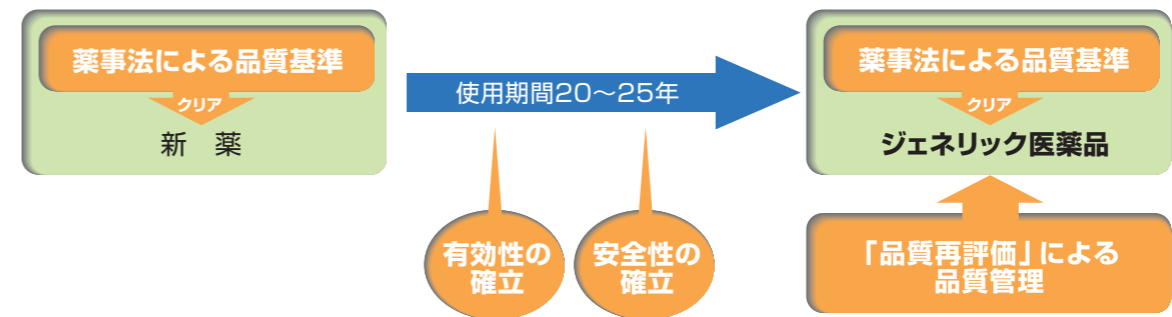 薬事法による品質基準
クリア
新　薬
使用期間20〜25年
有効性の
確立
安全性の
確立
薬事法による品質基準
クリア
ジェネリック医薬品
「品質再評価」による
品質管理